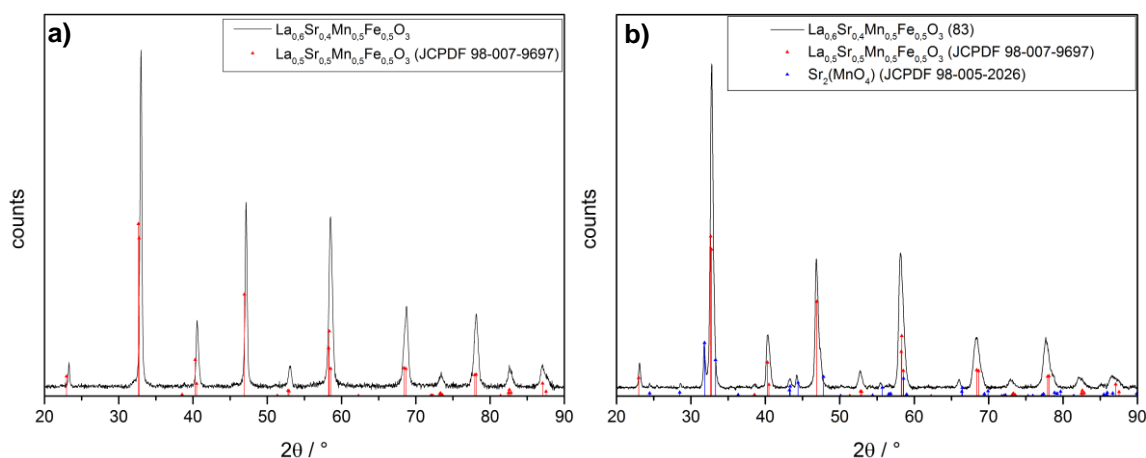 a)
La0,6Sr0,4Mn0,5Fe0,5O3
La0,5Sr0,5Mn0,5Fe0,5O3 (JCPDF 98-007-9697)
counts
20 30 40 50 60 70 80 90
2θ / °
b)
La0,6Sr0,4Mn0,5Fe0,5O3 (83)
La0,5Sr0,5Mn0,5Fe0,5O3 (JCPDF 98-007-9697)
Sr2(MnO4) (JCPDF 98-005-2026)
counts
20 30 40 50 60 70 80 90
2θ / °